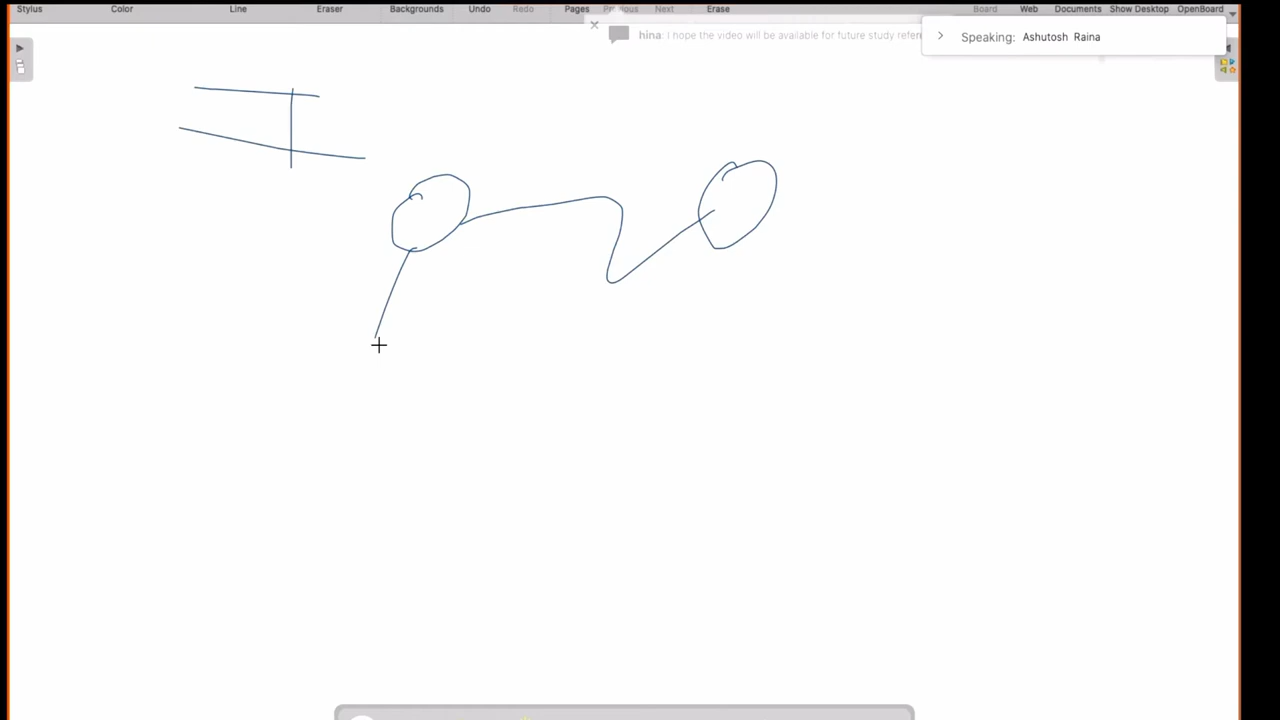 Stylus Color Line Eraser Backgrounds Undo Redo Pages Previous Next Erase Board Web Documents Show Desktop OpenBoard
hina: I hope the video will be available for future study refere
Speaking: Ashutosh Raina